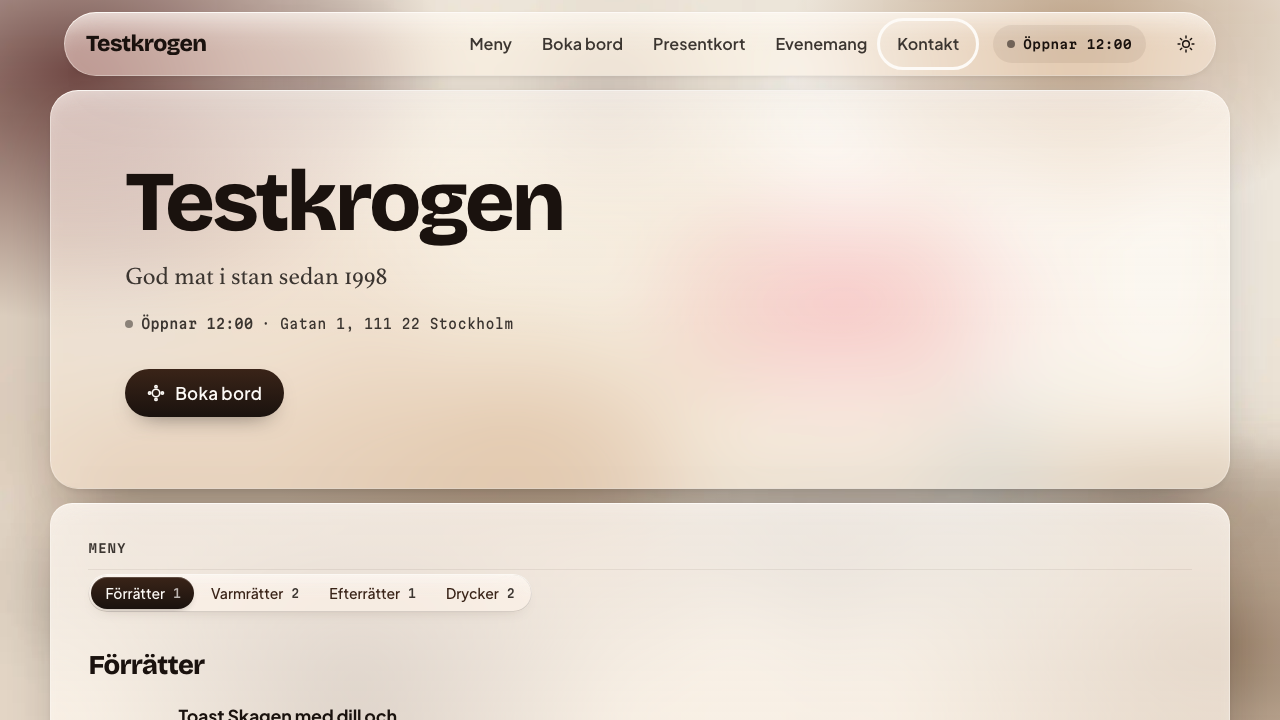 Testkrogen
Meny Boka bord Presentkort Evenemang Kontakt Öppnar 12:00
Testkrogen
God mat i stan sedan 1998
Öppnar 12:00 · Gatan 1, 111 22 Stockholm
Boka bord
MENY
Förrätter 1 Varmrätter 2 Efterrätter 1 Drycker 2
Förrätter
Toast Skagen med dill och